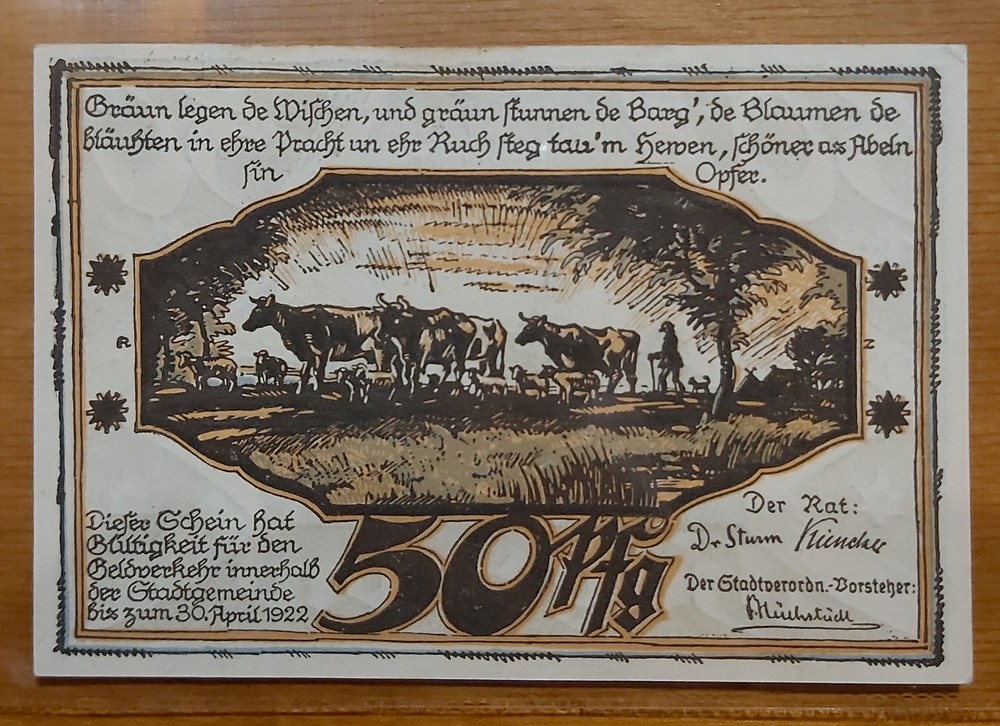 Gräun legen de Wischen, und gräun stunnen de Barg', de Blaumen de
bläuhten in ehre Pracht un ehr Ruch steg tau'm Hewen, schöner as Abeln
sin Opfer.
R Z
Dieser Schein hat
Gültigkeit für den
Geldverkehr innerhalb
der Stadtgemeinde
bis zum 30. April 1922
50 Pfg
Der Rat:
Dr Sturm
Der Stadtverordn.-Vorsteher: